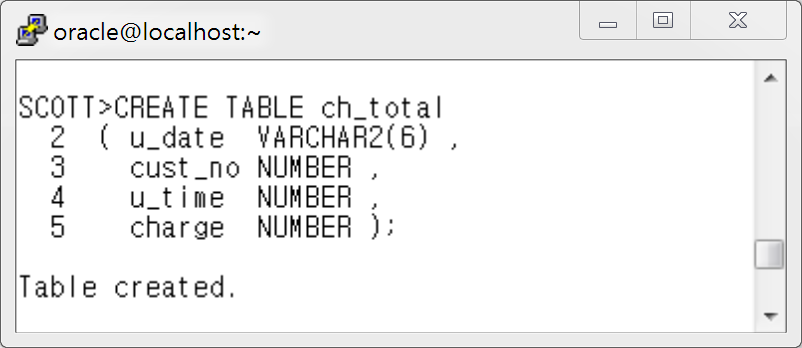 oracle@localhost:~
SCOTT>CREATE TABLE ch_total
2 ( u_date VARCHAR2(6) ,
3 cust_no NUMBER ,
4 u_time NUMBER ,
5 charge NUMBER );
Table created.